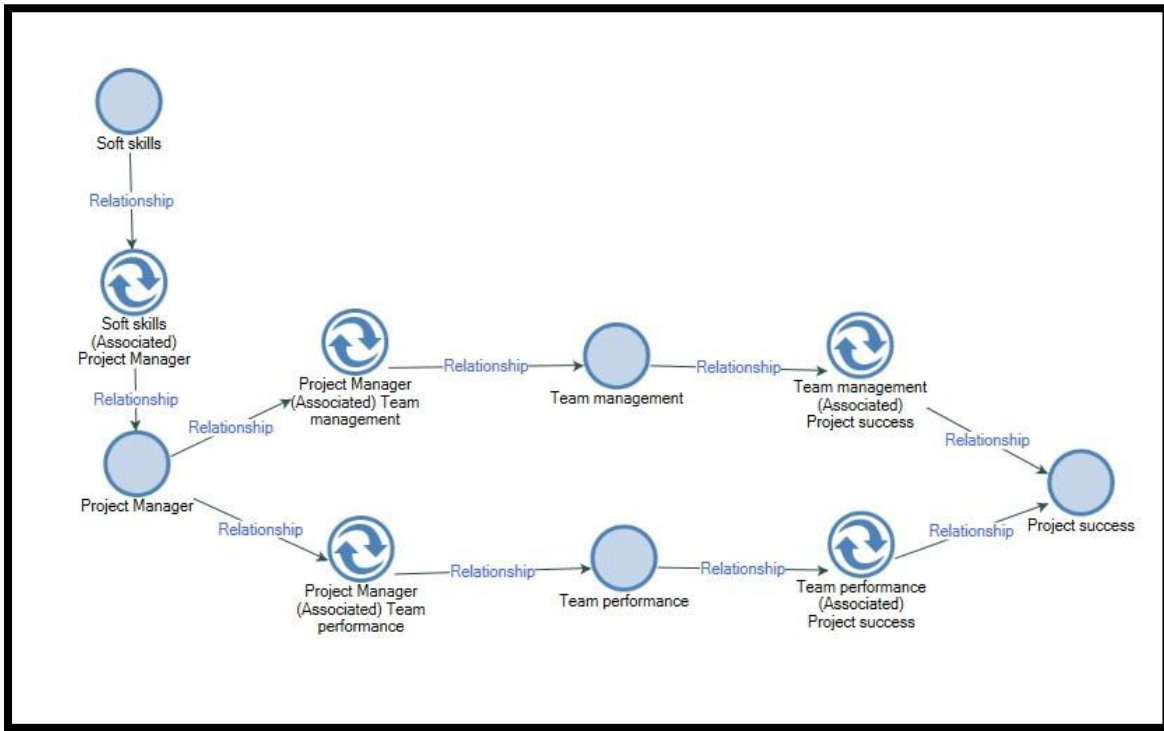 Soft skills
Relationship
Soft skills
(Associated)
Project Manager
Relationship
Project Manager
Relationship
Project Manager
(Associated) Team
management
Relationship
Team management
Relationship
Team management
(Associated)
Project success
Relationship
Project success
Relationship
Project Manager
(Associated) Team
performance
Relationship
Team performance
Relationship
Team performance
(Associated)
Project success
Relationship